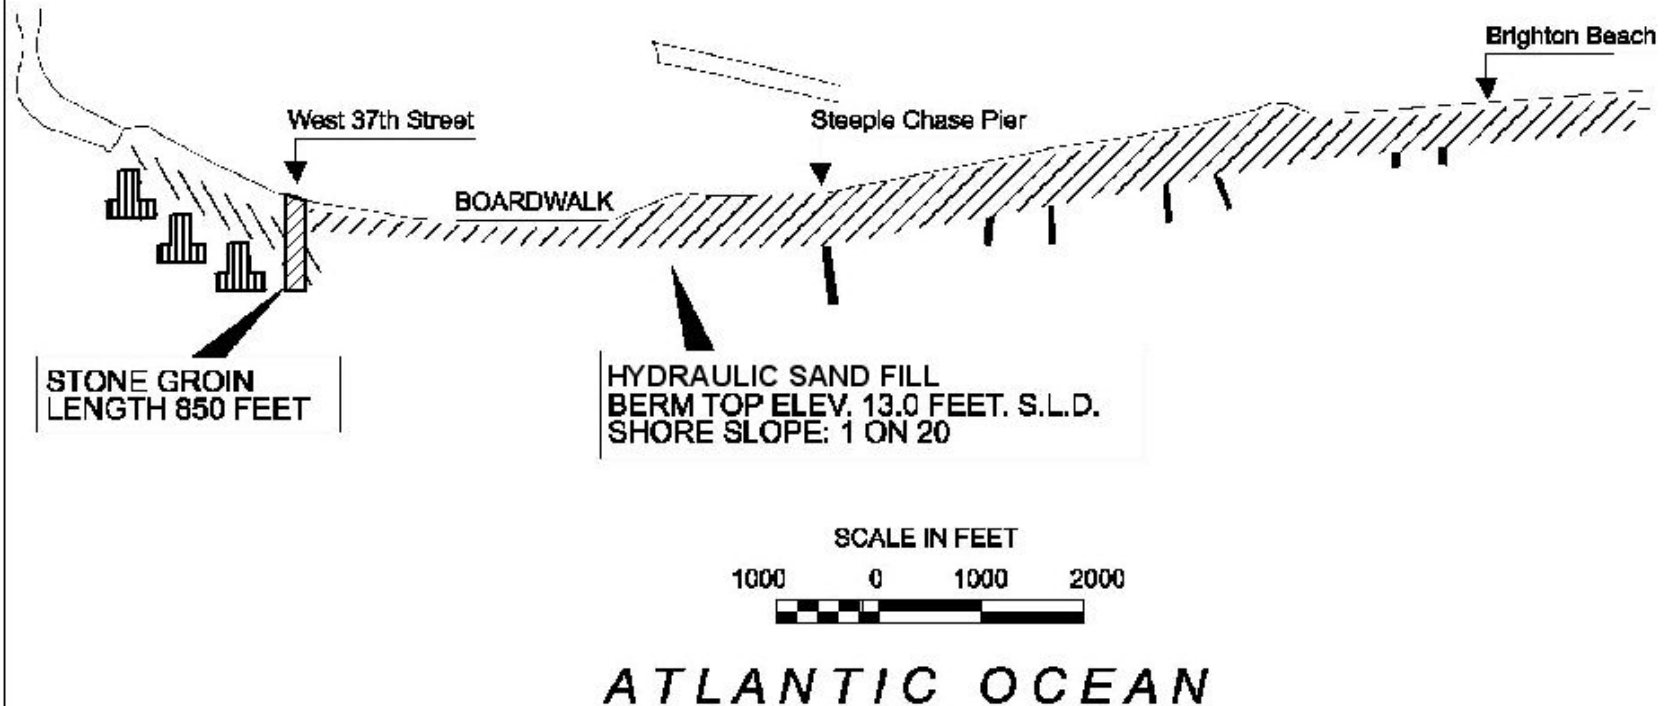 Brighton Beach
West 37th Street
Steeple Chase Pier
BOARDWALK
STONE GROIN
LENGTH 850 FEET
HYDRAULIC SAND FILL
BERM TOP ELEV. 13.0 FEET. S.L.D.
SHORE SLOPE: 1 ON 20
SCALE IN FEET
1000 0 1000 2000
ATLANTIC OCEAN